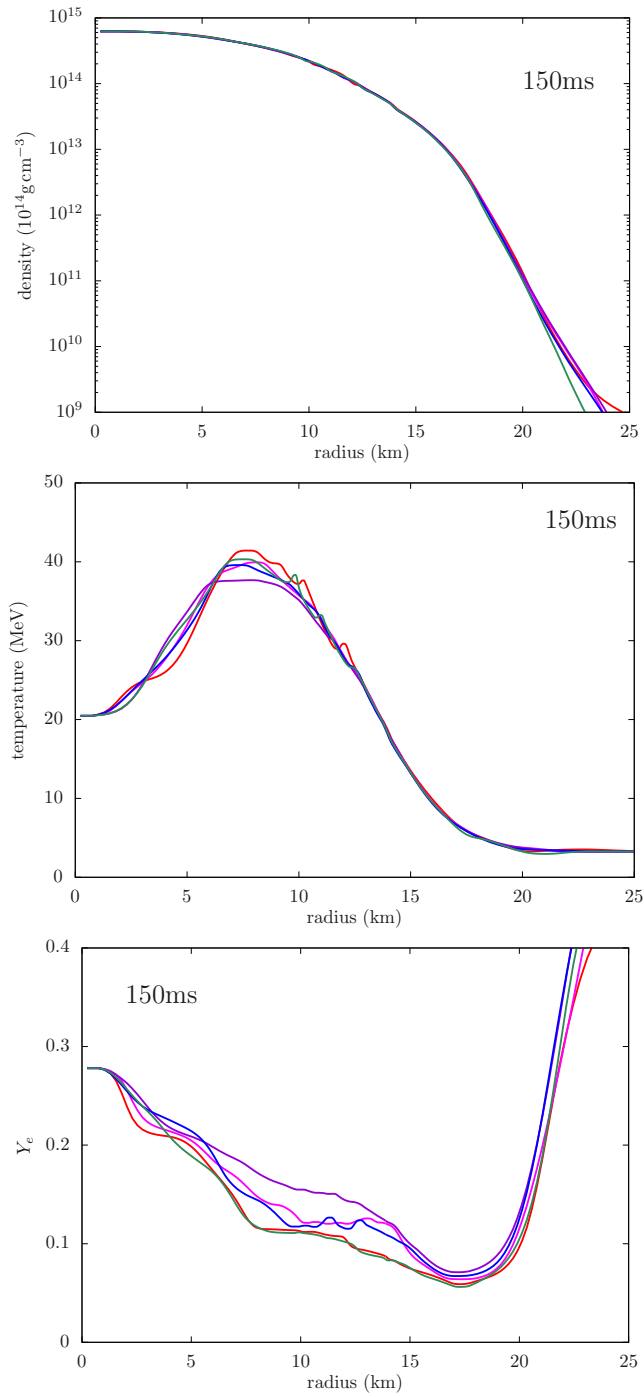 10^15
10^14
10^13
10^12
10^11
10^10
10^9
density (10^14 g cm^−3)
150ms
0 5 10 15 20 25
radius (km)
50
40
30
20
10
0
temperature (MeV)
150ms
0 5 10 15 20 25
radius (km)
0.4
0.3
0.2
0.1
0
Y_e
150ms
0 5 10 15 20 25
radius (km)